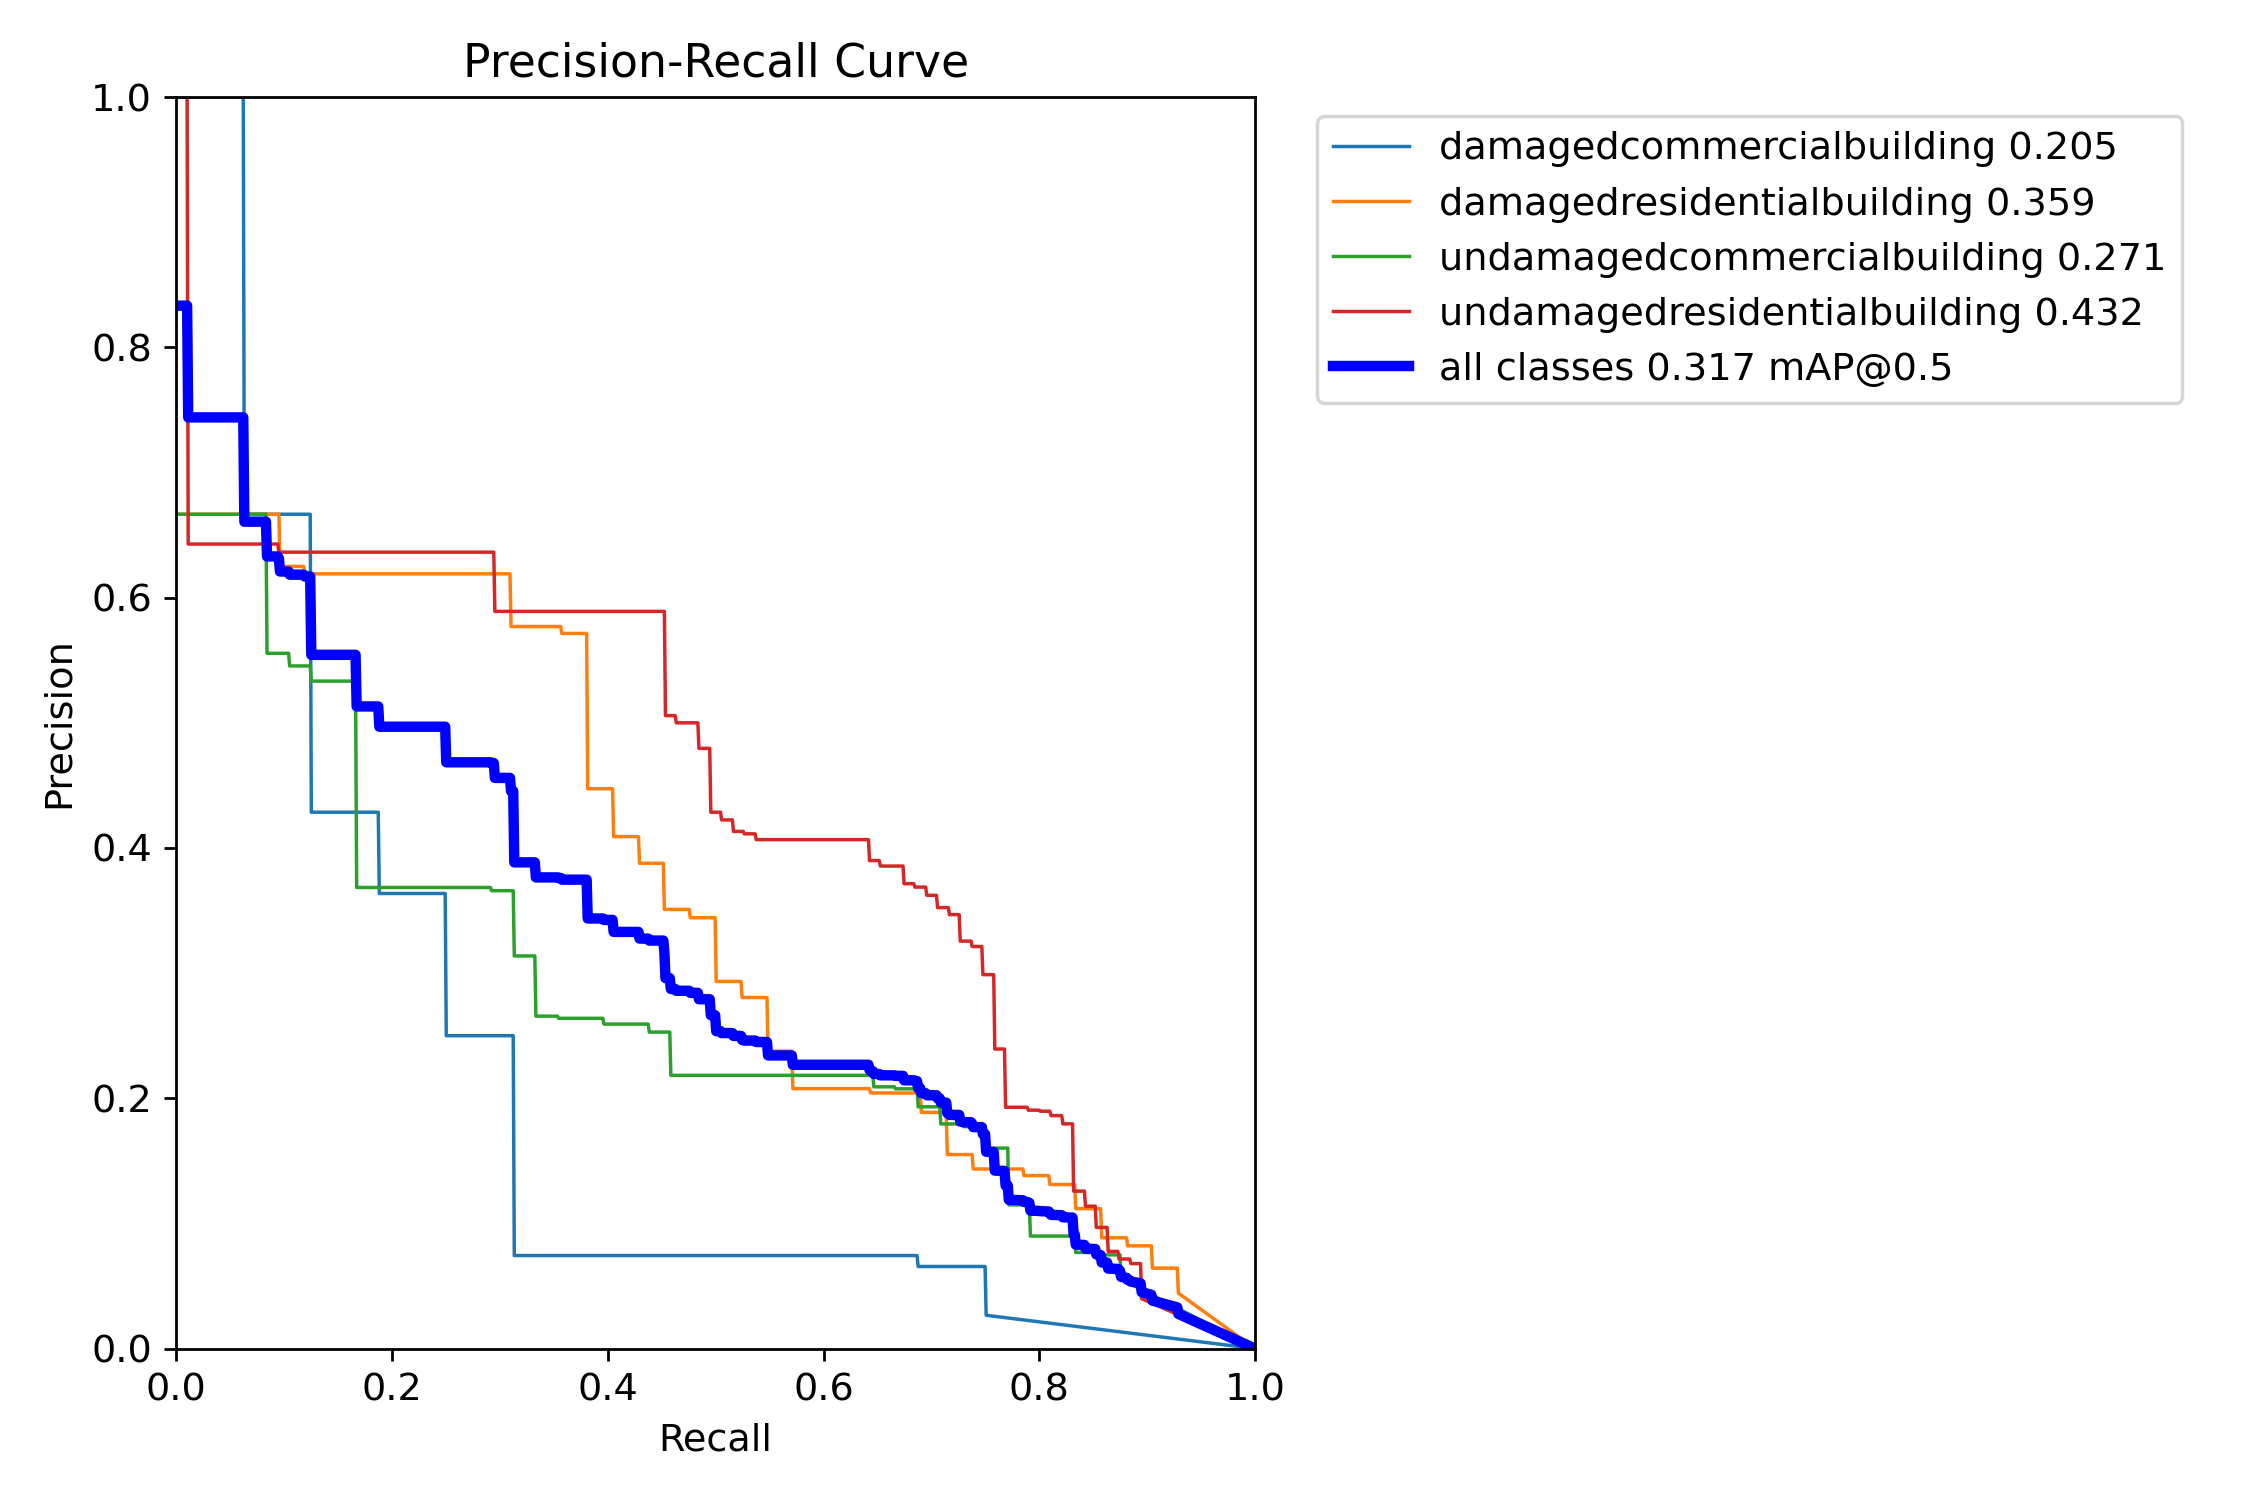 Precision-Recall Curve
1.0
0.8
0.6
0.4
0.2
0.0
Precision
0.0 0.2 0.4 0.6 0.8 1.0
Recall
damagedcommercialbuilding 0.205
damagedresidentialbuilding 0.359
undamagedcommercialbuilding 0.271
undamagedresidentialbuilding 0.432
all classes 0.317 mAP@0.5